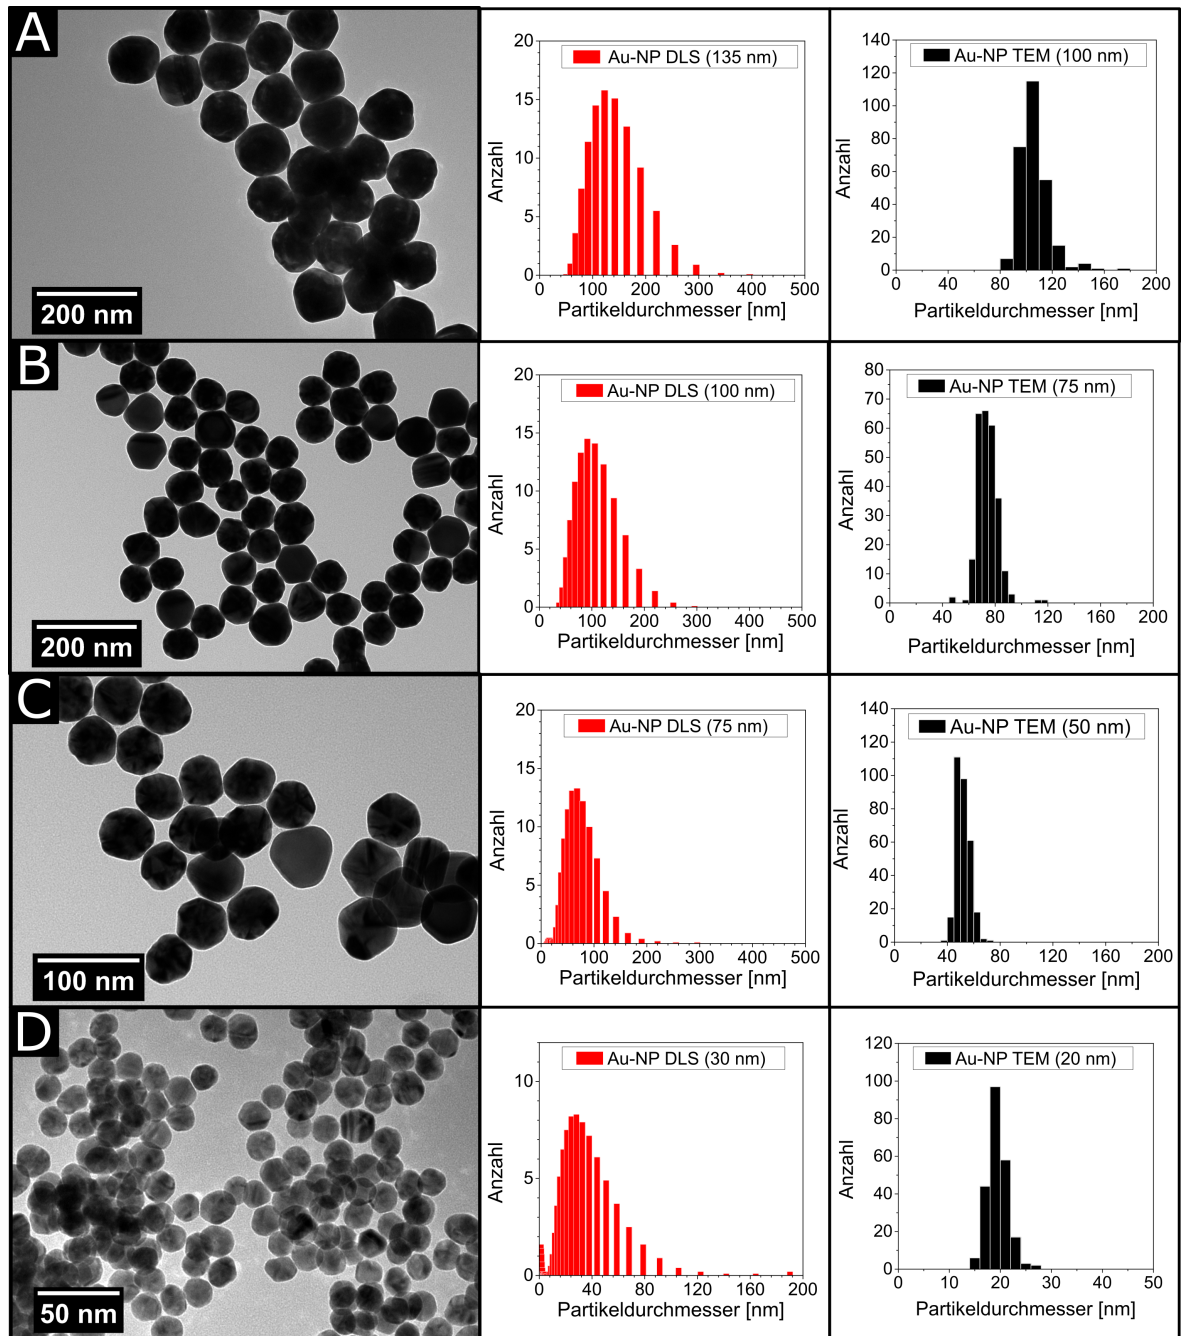 A
200 nm
Au-NP DLS (135 nm)
20
15
10
5
0
Anzahl
0 100 200 300 400 500
Partikeldurchmesser [nm]
Au-NP TEM (100 nm)
140
120
100
80
60
40
20
0
Anzahl
0 40 80 120 160 200
Partikeldurchmesser [nm]
B
200 nm
Au-NP DLS (100 nm)
20
15
10
5
0
Anzahl
0 100 200 300 400 500
Partikeldurchmesser [nm]
Au-NP TEM (75 nm)
80
70
60
50
40
30
20
10
0
Anzahl
0 40 80 120 160 200
Partikeldurchmesser [nm]
C
100 nm
Au-NP DLS (75 nm)
20
15
10
5
0
Anzahl
0 100 200 300 400 500
Partikeldurchmesser [nm]
Au-NP TEM (50 nm)
140
120
100
80
60
40
20
0
Anzahl
0 40 80 120 160 200
Partikeldurchmesser [nm]
D
50 nm
Au-NP DLS (30 nm)
10
5
0
Anzahl
0 40 80 120 160 200
Partikeldurchmesser [nm]
Au-NP TEM (20 nm)
120
100
80
60
40
20
0
Anzahl
0 10 20 30 40 50
Partikeldurchmesser [nm]